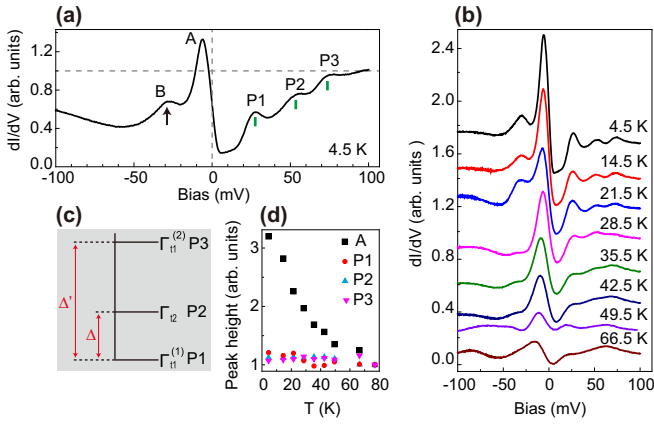 (a)
dI/dV (arb. units)
1.2
0.8
0.4
0.0
A
B
P1
P2
P3
4.5 K
-100
-50
0
50
100
Bias (mV)
(b)
dI/dV (arb. units)
2.4
2.0
1.6
1.2
0.8
0.4
0.0
4.5 K
14.5 K
21.5 K
28.5 K
35.5 K
42.5 K
49.5 K
66.5 K
-100
-50
0
50
100
Bias (mV)
(c)
Γt1(2) P3
Δ'
Γt2 P2
Δ
Γt1(1) P1
(d)
Peak height (arb. units)
3
2
1
A
P1
P2
P3
0
20
40
60
80
T (K)